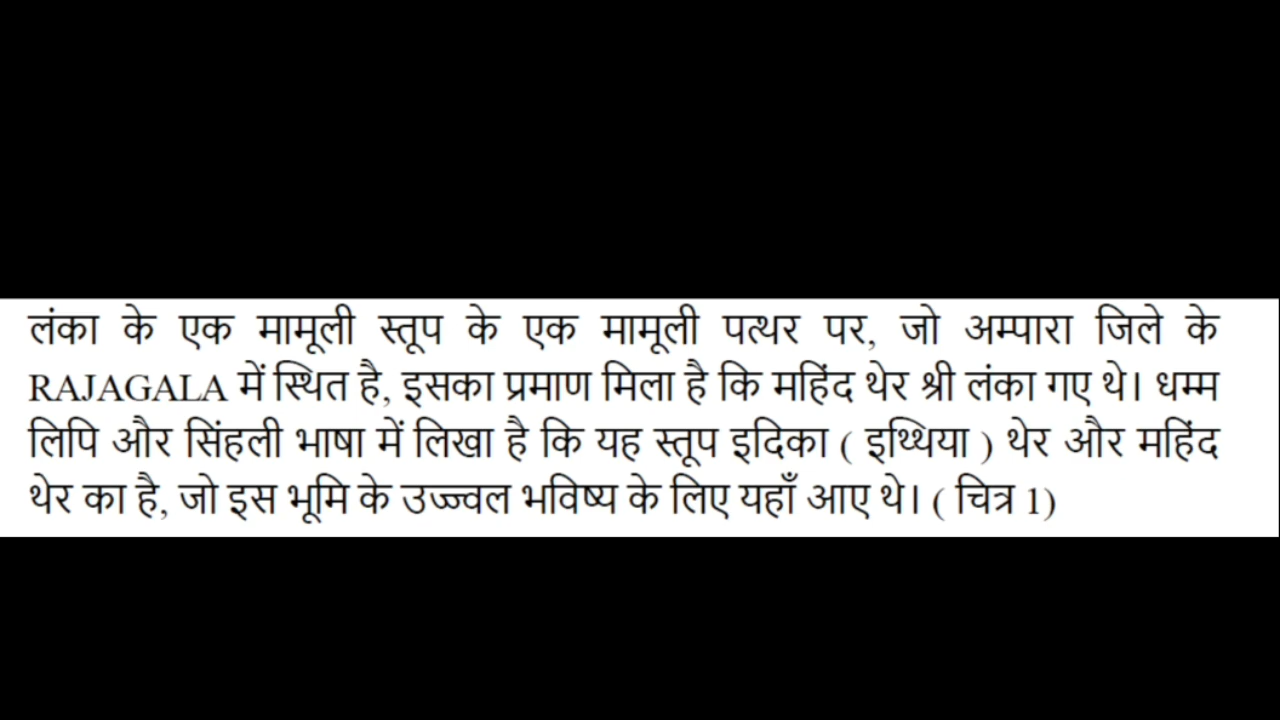 लंका के एक मामूली स्तूप के एक मामूली पत्थर पर, जो अम्पारा जिले के
RAJAGALA में स्थित है, इसका प्रमाण मिला है कि महिंद थेर श्री लंका गए थे। धम्म
लिपि और सिंहली भाषा में लिखा है कि यह स्तूप इदिका ( इथ्थिया ) थेर और महिंद
थेर का है, जो इस भूमि के उज्ज्वल भविष्य के लिए यहाँ आए थे। ( चित्र 1)